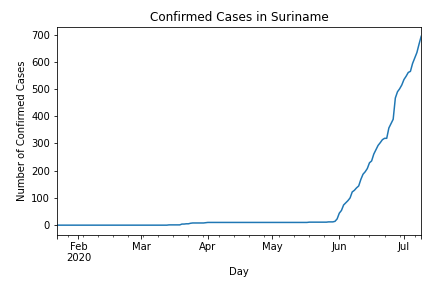 Confirmed Cases in Suriname
700
600
500
400
300
200
100
0
Number of Confirmed Cases
Feb Mar Apr May Jun Jul
2020
Day